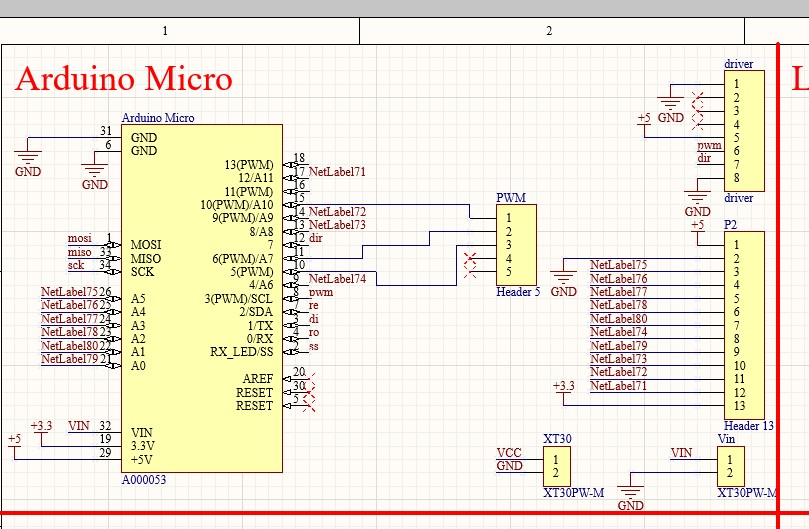 1
2
Arduino Micro
L
Arduino Micro
31
GND
6
GND
GND
GND
13(PWM)
18
12/A11
17
NetLabel71
11(PWM)
16
10(PWM)/A10
15
9(PWM)/A9
14
NetLabel72
8/A8
13
NetLabel73
mosi
1
MOSI
7
12
dir
miso
33
MISO
6(PWM)/A7
11
sck
34
SCK
5(PWM)
10
4/A6
9
NetLabel74
NetLabel75
26
A5
3(PWM)/SCL
8
pwm
NetLabel76
25
A4
2/SDA
7
re
NetLabel77
24
A3
1/TX
3
di
NetLabel78
23
A2
0/RX
4
ro
NetLabel80
22
A1
RX_LED/SS
2
ss
NetLabel79
21
A0
AREF
20
RESET
30
RESET
5
+5
+3.3
VIN
32
VIN
19
3.3V
29
+5V
A000053
PWM
1
2
3
4
5
Header 5
driver
1
2
3
4
5
6
7
8
GND
+5
pwm
dir
GND
driver
P2
+5
1
2
GND
NetLabel75
3
NetLabel76
4
NetLabel77
5
NetLabel78
6
NetLabel80
7
NetLabel74
8
NetLabel79
9
NetLabel73
10
NetLabel72
11
NetLabel71
12
+3.3
13
Header 13
XT30
VCC
1
GND
2
XT30PW-M
Vin
VIN
1
2
GND
XT30PW-M